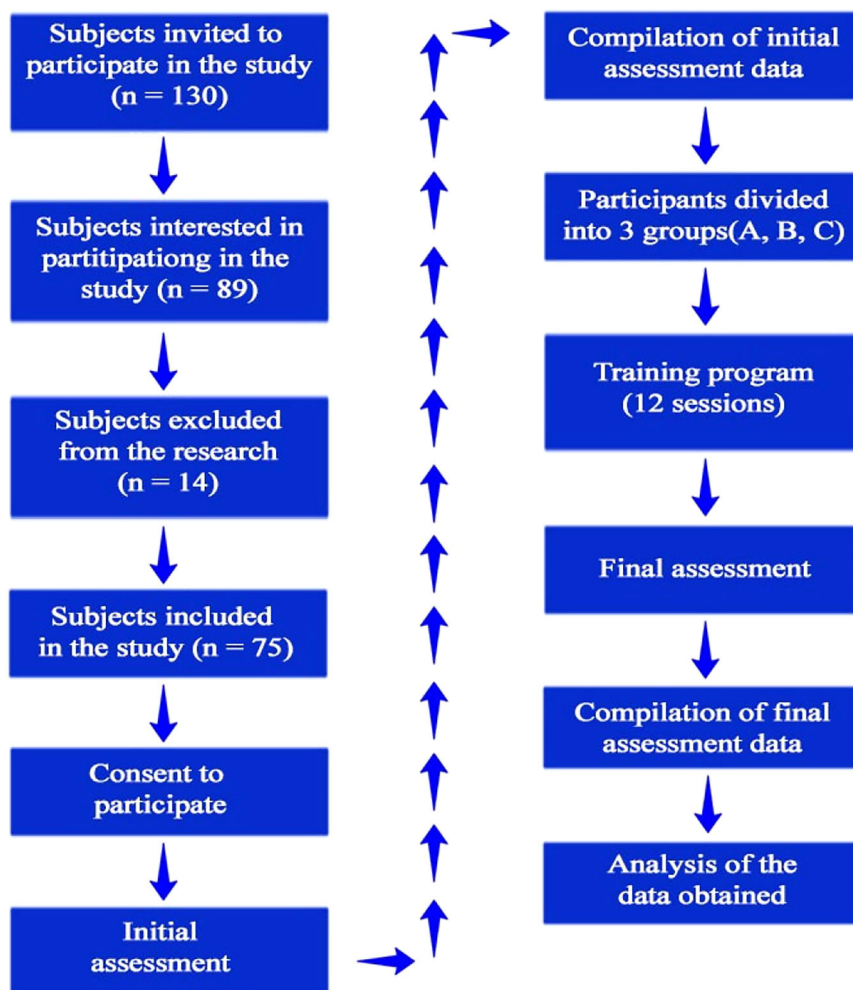 Subjects invited to
participate in the study
(n = 130)
Subjects interested in
partitipationg in the
study (n = 89)
Subjects excluded
from the research
(n = 14)
Subjects included
in the study (n = 75)
Consent to
participate
Initial
assessment
Compilation of initial
assessment data
Participants divided
into 3 groups(A, B, C)
Training program
(12 sessions)
Final assessment
Compilation of final
assessment data
Analysis of the
data obtained